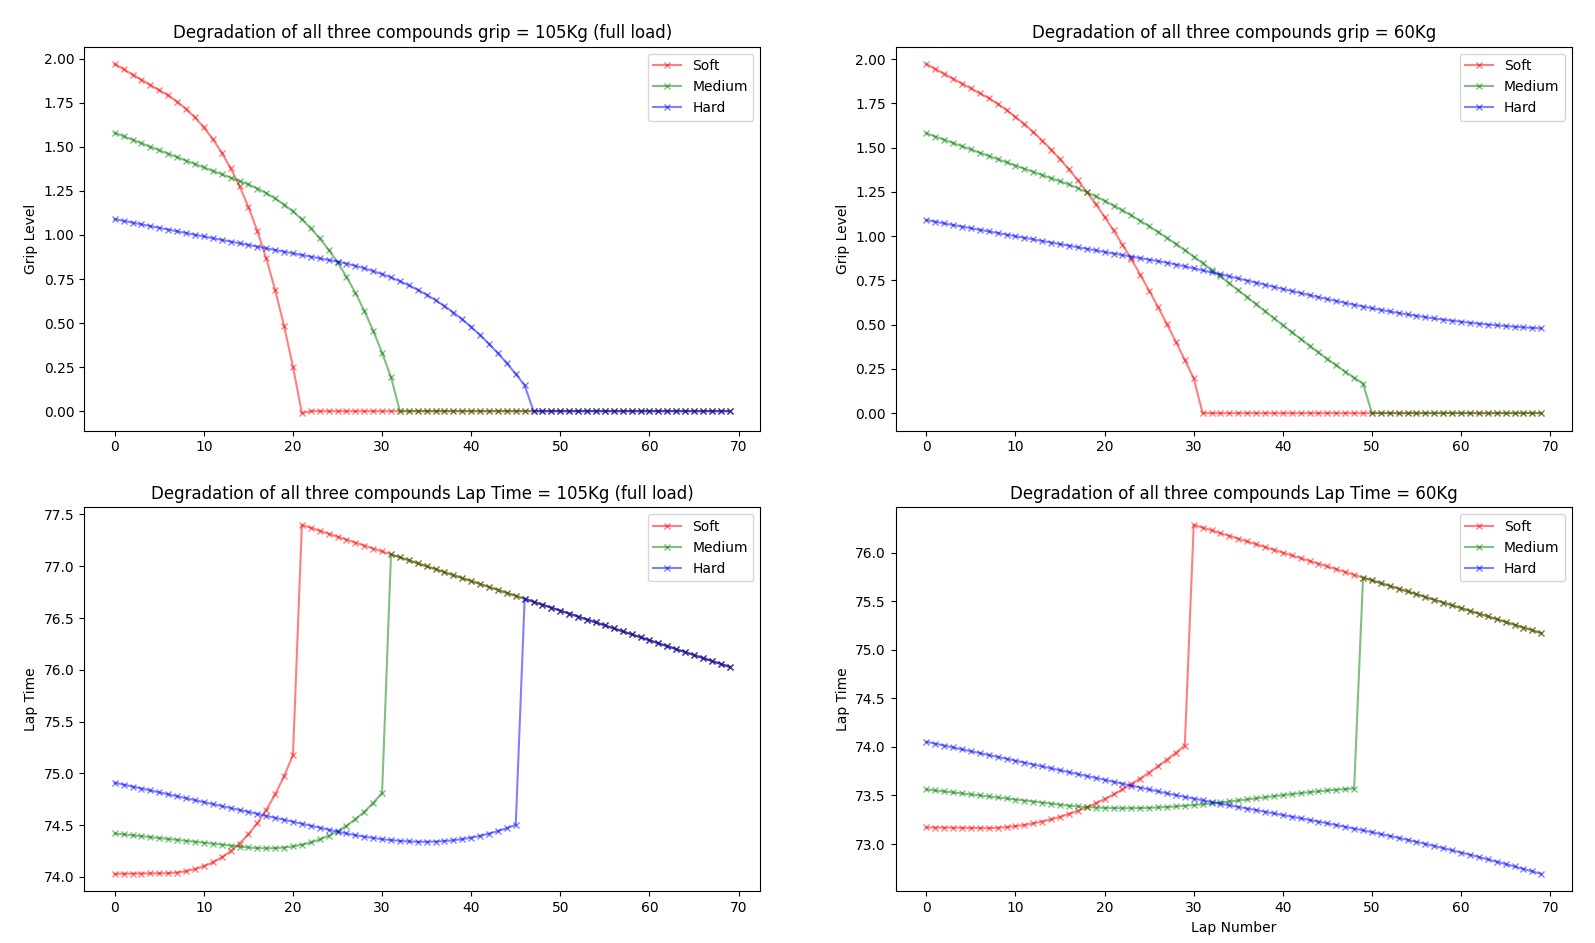 Degradation of all three compounds grip = 105Kg (full load)
2.00
1.75
1.50
1.25
1.00
0.75
0.50
0.25
0.00
Grip Level
Soft
Medium
Hard
0 10 20 30 40 50 60 70
Degradation of all three compounds grip = 60Kg
2.00
1.75
1.50
1.25
1.00
0.75
0.50
0.25
0.00
Grip Level
Soft
Medium
Hard
0 10 20 30 40 50 60 70
Degradation of all three compounds Lap Time = 105Kg (full load)
77.5
77.0
76.5
76.0
75.5
75.0
74.5
74.0
Lap Time
Soft
Medium
Hard
0 10 20 30 40 50 60 70
Degradation of all three compounds Lap Time = 60Kg
76.0
75.5
75.0
74.5
74.0
73.5
73.0
Lap Time
Soft
Medium
Hard
0 10 20 30 40 50 60 70
Lap Number